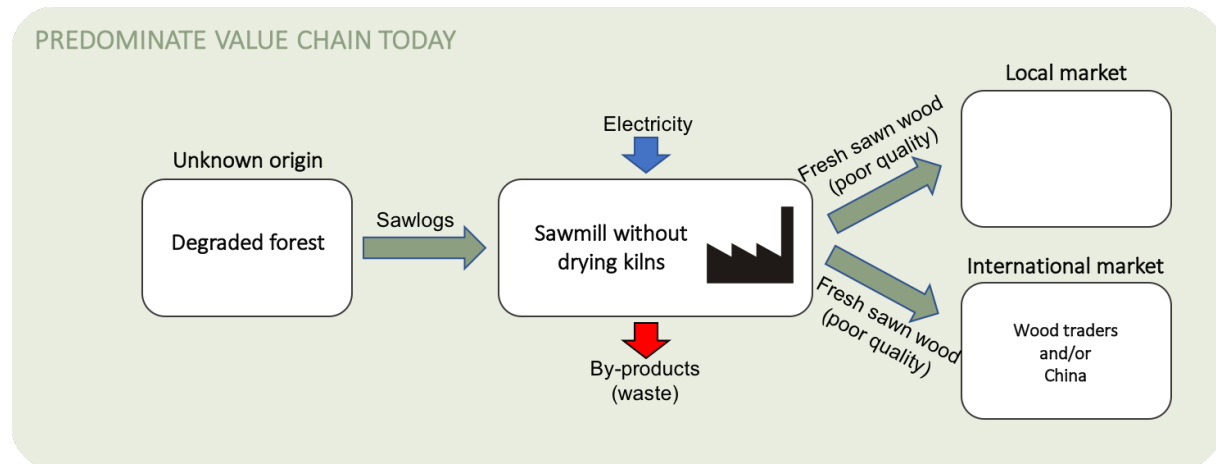 PREDOMINATE VALUE CHAIN TODAY
Unknown origin
Degraded forest
Sawlogs
Electricity
Sawmill without
drying kilns
By-products
(waste)
Fresh sawn wood
(poor quality)
Local market
Fresh sawn wood
(poor quality)
International market
Wood traders
and/or
China